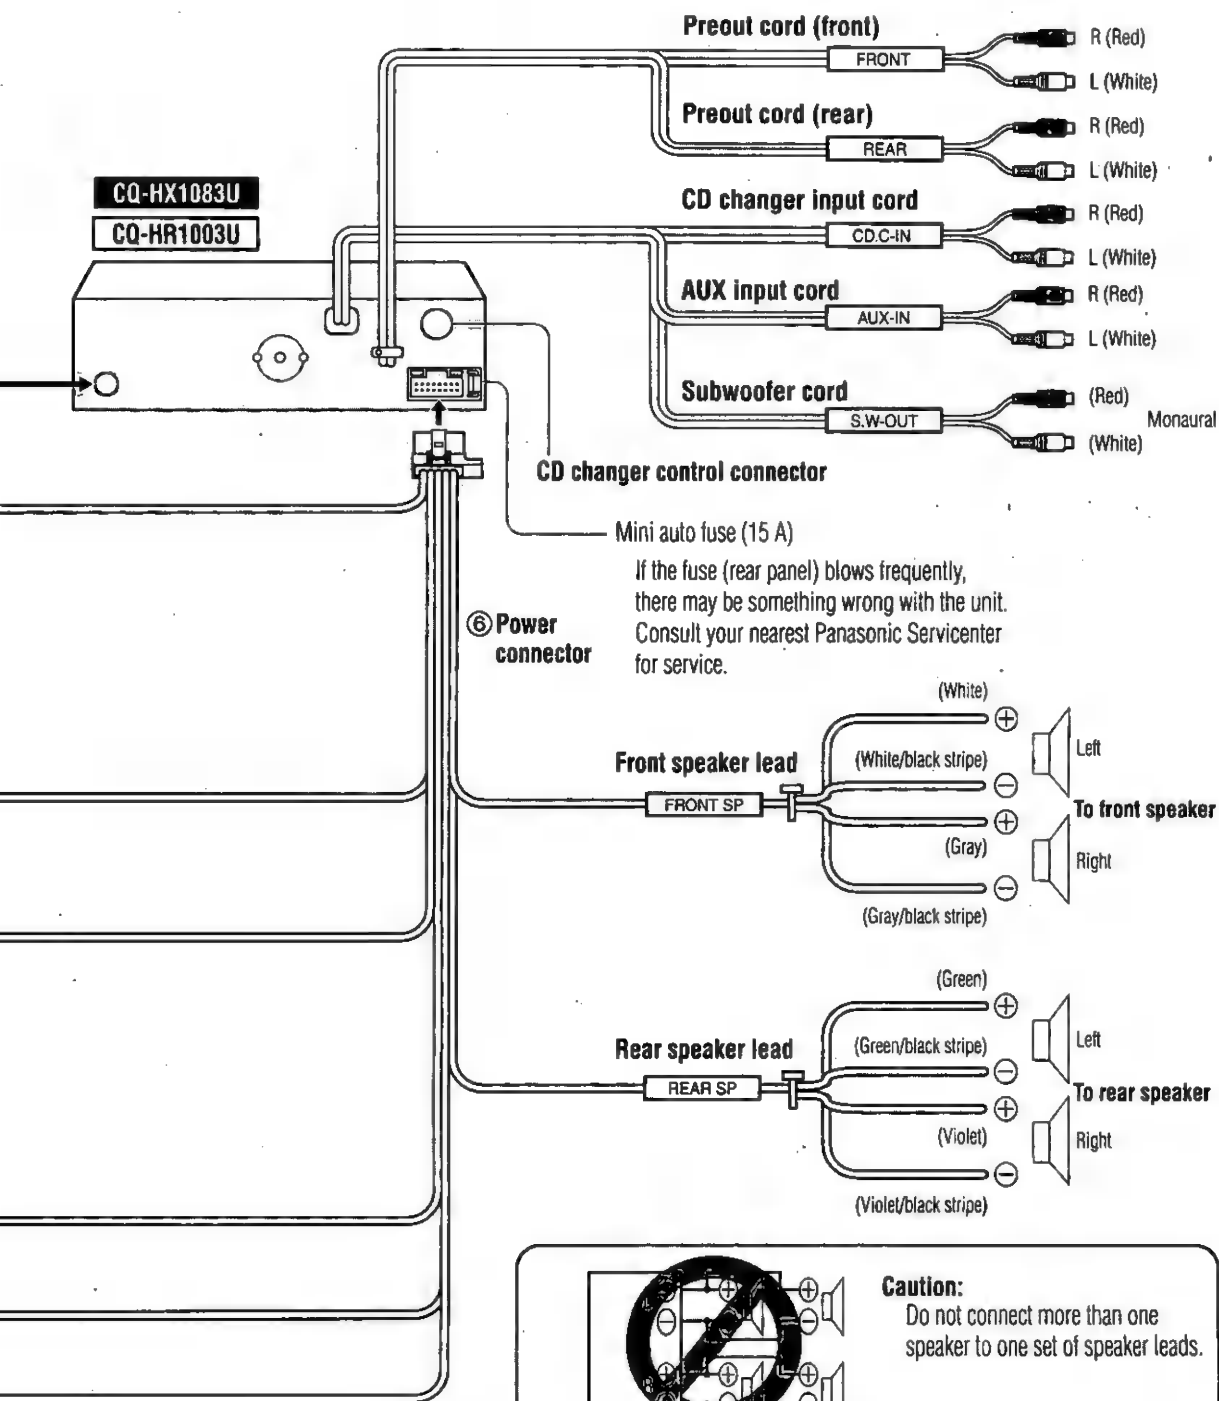 Preout cord (front)
FRONT
R (Red)
L (White)
Preout cord (rear)
REAR
R (Red)
L (White)
CQ-HX1083U
CQ-HR1003U
CD changer input cord
CD.C-IN
R (Red)
L (White)
AUX input cord
AUX-IN
R (Red)
L (White)
Subwoofer cord
S.W-OUT
(Red)
(White)
Monaural
CD changer control connector
Mini auto fuse (15 A)
If the fuse (rear panel) blows frequently,
there may be something wrong with the unit.
Consult your nearest Panasonic Servicenter
for service.
⑥ Power
connector
Front speaker lead
FRONT SP
(White)
(White/black stripe)
(Gray)
(Gray/black stripe)
+
-
+
-
Left
Right
To front speaker
Rear speaker lead
REAR SP
(Green)
(Green/black stripe)
(Violet)
(Violet/black stripe)
+
-
+
-
Left
Right
To rear speaker
Caution:
Do not connect more than one
speaker to one set of speaker leads.